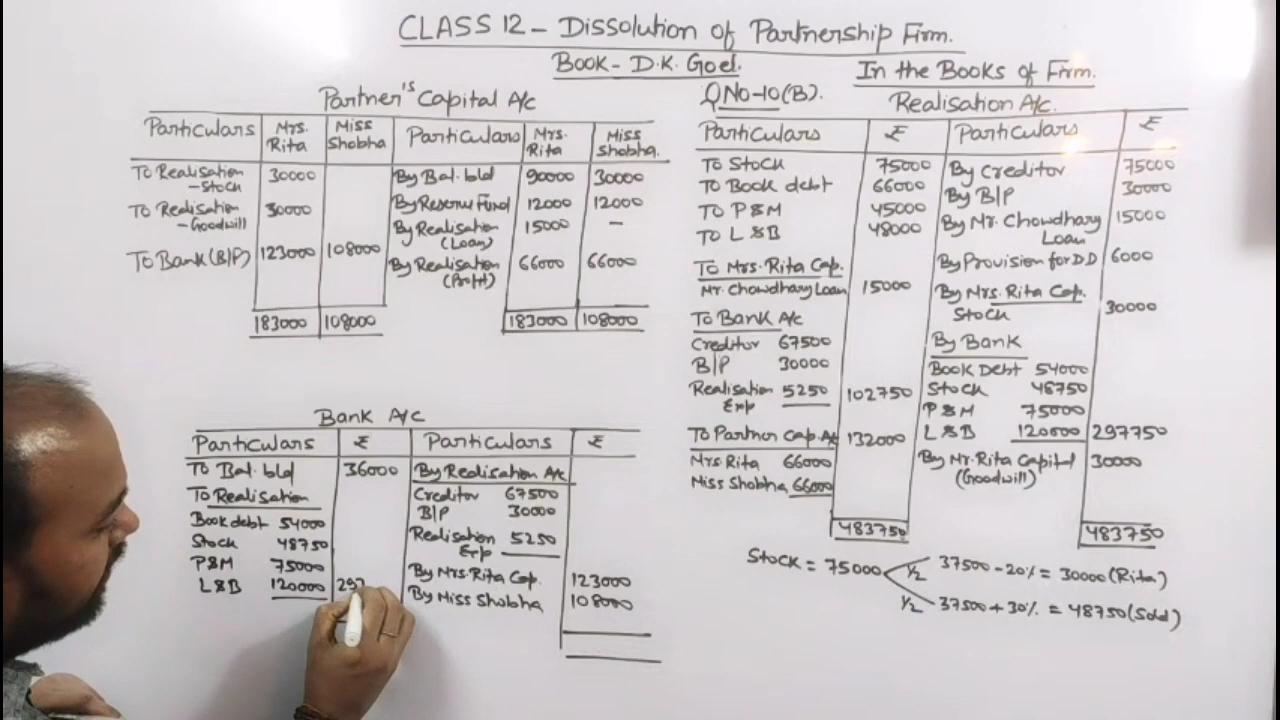 CLASS 12 - Dissolution of Partnership Firm.
Book - D.K. Goel.
In the Books of Firm.
Partner's Capital A/c
Particulars | Mrs. Rita | Miss Shobha | Particulars | Mrs. Rita | Miss Shobha.
To Realisation - Stock | 30000 | | By Bal. b/d | 90000 | 30000
To Realisation - Goodwill | 30000 | | By Reserve Fund | 12000 | 12000
By Realisation (Loan) | 15000 | -
To Bank (B/F) | 123000 | 108000 | By Realisation (Profit) | 66000 | 66000
183000 | 108000 | 183000 | 108000
QNo-10(B).
Realisation A/c.
Particulars | ₹ | Particulars | ₹
To Stock | 75000 | By Creditor | 75000
To Book debt | 66000 | By B/P | 30000
To P&M | 45000 | By Mr. Chowdhary Loan | 15000
To L&B | 48000
To Mrs. Rita Cap. | By Provision for D.D | 6000
Mr. Chowdhary Loan | 15000 | By Mrs. Rita Cap. Stock | 30000
To Bank A/c | By Bank
Creditor 67500 | Book Debt 54000
B/P 30000 | Stock 48750
Realisation Exp 5250 | 102750 | P&M 75000
To Partner Cap. A/c | 132000 | L&B 120000 | 297750
Mrs. Rita 66000 | By Mr. Rita Capital (Goodwill) | 30000
Miss Shobha 66000
483750 | 483750
Stock = 75000
1/2 37500 - 20% = 30000 (Rita)
1/2 37500 + 30% = 48750 (Sold)
Bank A/c
Particulars | ₹ | Particulars | ₹
To Bal. b/d | 36000 | By Realisation A/c
To Realisation | Creditor 67500
Book debt 54000 | B/P 30000
Stock 48750 | Realisation Exp 5250
P&M 75000 | By Mrs. Rita Cap. | 123000
L&B 120000 | 297 | By Miss Shobha | 108000